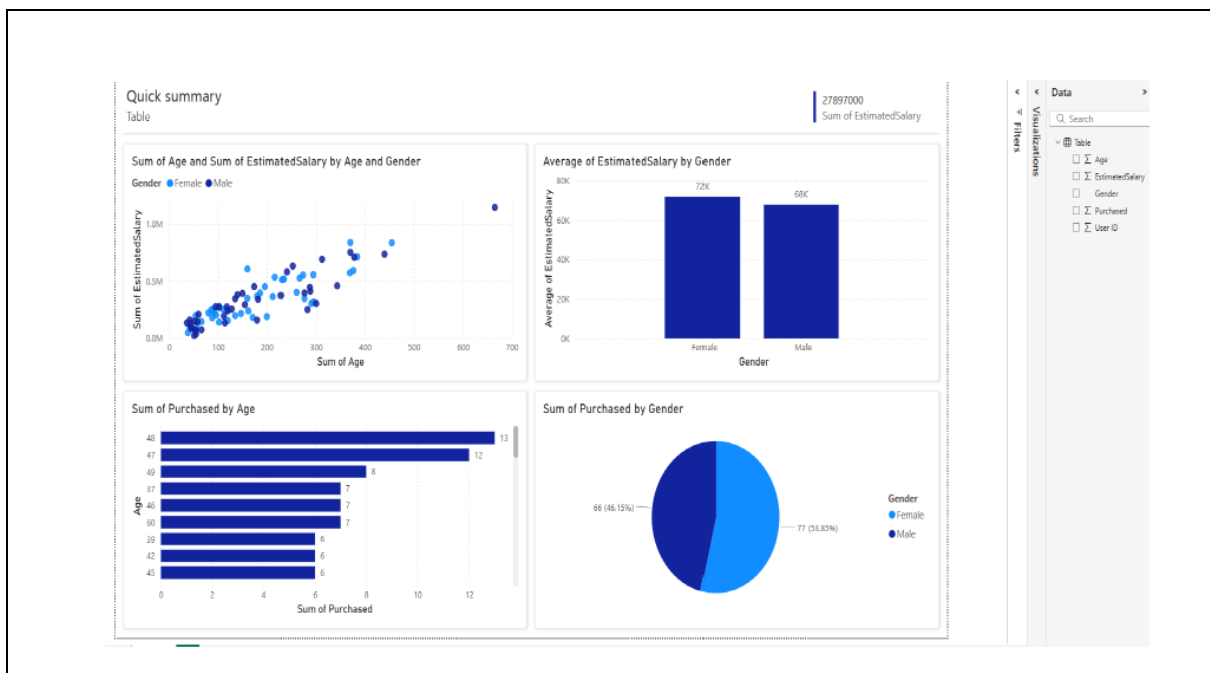 Quick summary
Table
27897000
Sum of EstimatedSalary
Sum of Age and Sum of EstimatedSalary by Age and Gender
Gender Female Male
Sum of EstimatedSalary
1.0M
0.5M
0.0M
0 100 200 300 400 500 600 700
Sum of Age
Average of EstimatedSalary by Gender
Average of EstimatedSalary
80K
60K
40K
20K
0K
72K
68K
Female Male
Gender
Sum of Purchased by Age
Age
48 13
47 12
49 8
37 7
46 7
60 7
39 6
42 6
45 6
0 2 4 6 8 10 12
Sum of Purchased
Sum of Purchased by Gender
66 (46.15%)
77 (53.85%)
Gender
Female
Male
Filters
Visualizations
Data
Search
Table
Age
EstimatedSalary
Gender
Purchased
User ID